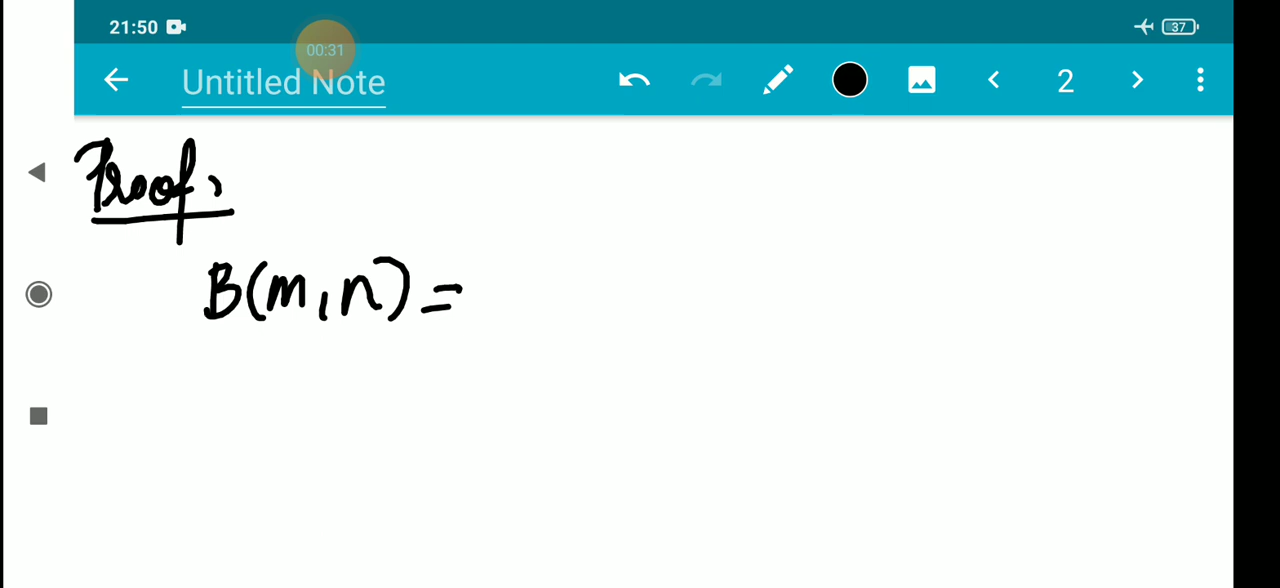 21:50
37
00:31
Untitled Note
2
Proof:
B(m,n) =